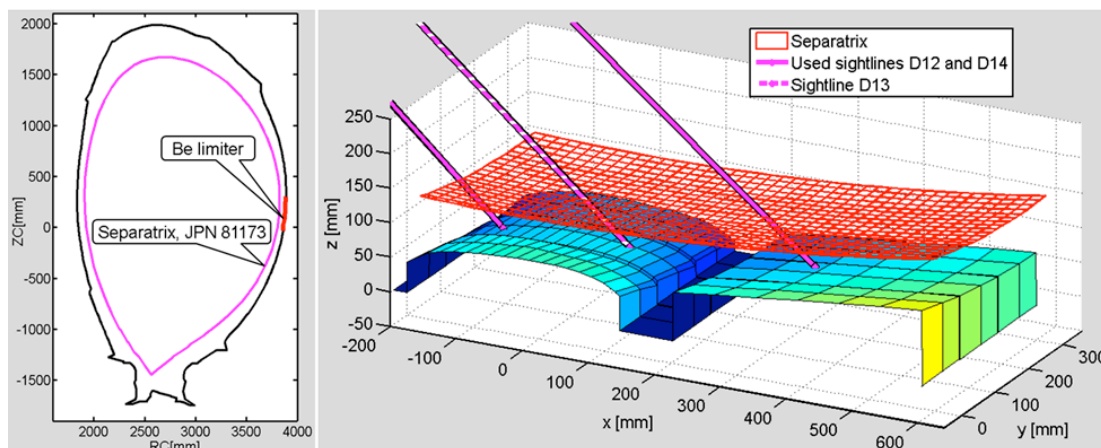 2000
1500
1000
500
0
-500
-1000
-1500
ZC[mm]
Be limiter
Separatrix, JPN 81173
2000 2500 3000 3500 4000
RC[mm]
Separatrix
Used sightlines D12 and D14
Sightline D13
250
200
150
100
50
0
-50
z [mm]
-200
-100
0
100
200
300
400
500
600
x [mm]
0
100
200
300
y [mm]